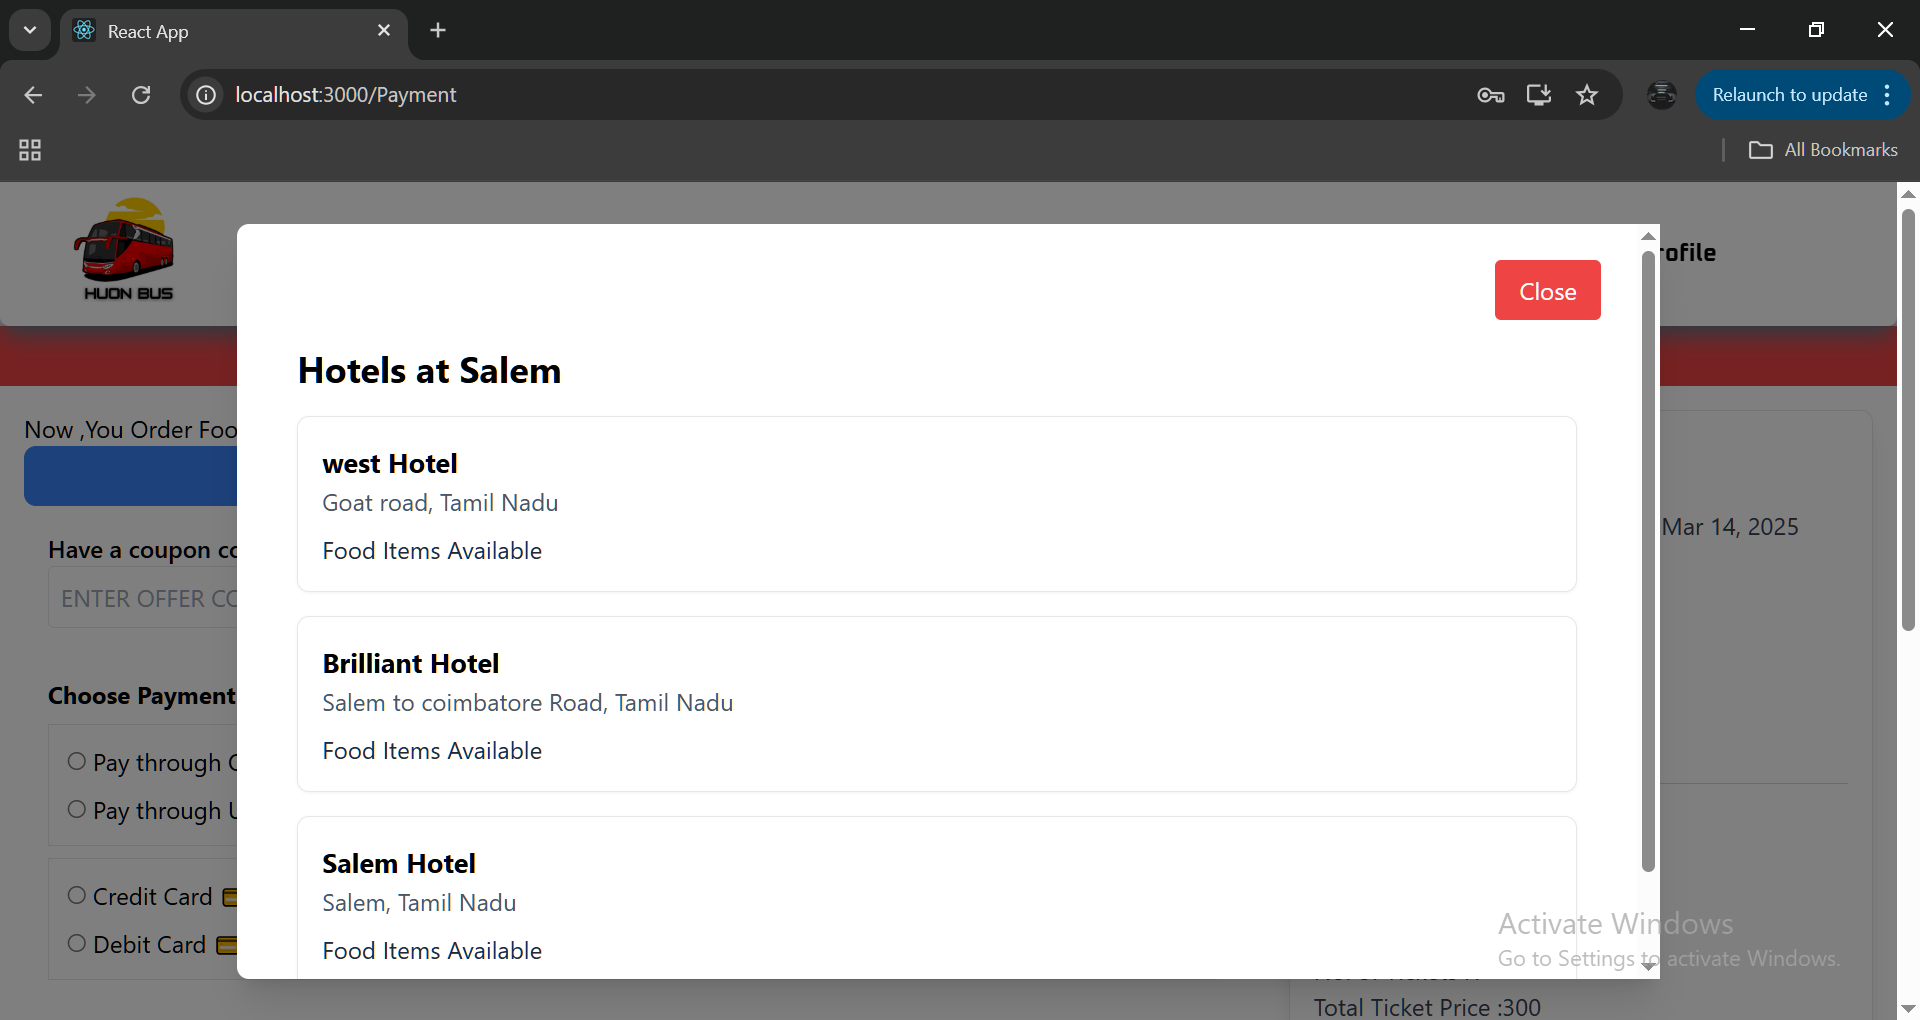 React App
localhost:3000/Payment
Relaunch to update
All Bookmarks
HUON BUS
rofile
Close
Hotels at Salem
Now ,You Order Foo
west Hotel
Goat road, Tamil Nadu
Food Items Available
Mar 14, 2025
Have a coupon co
ENTER OFFER CO
Brilliant Hotel
Salem to coimbatore Road, Tamil Nadu
Food Items Available
Choose Payment
Pay through
Pay through
Salem Hotel
Salem, Tamil Nadu
Food Items Available
Credit Card
Debit Card
Activate Windows
Go to Settings to activate Windows.
Total Ticket Price :300